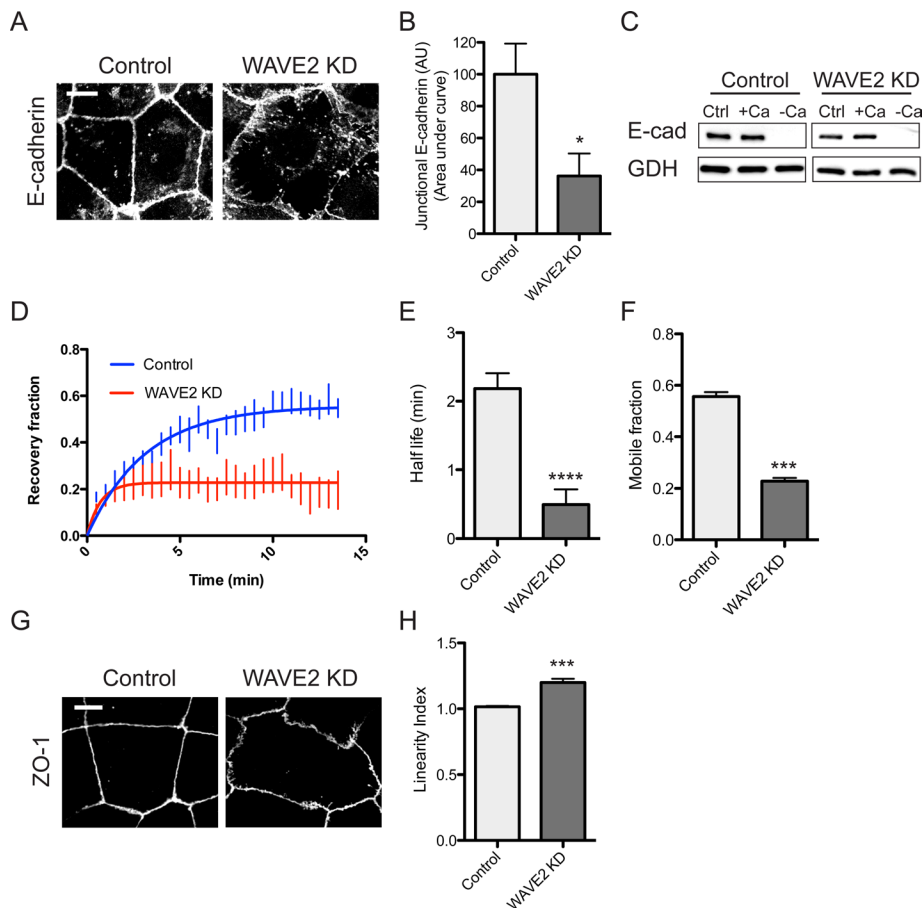 A
Control
WAVE2 KD
E-cadherin
B
Junctional E-cadherin (AU)
(Area under curve)
120
100
80
60
40
20
0
*
Control
WAVE2 KD
C
Control
WAVE2 KD
Ctrl +Ca -Ca
Ctrl +Ca -Ca
E-cad
GDH
D
Recovery fraction
0.8
0.6
0.4
0.2
0.0
Control
WAVE2 KD
0 5 10 15
Time (min)
E
Half life (min)
3
2
1
0
****
Control
WAVE2 KD
F
Mobile fraction
0.8
0.6
0.4
0.2
0.0
***
Control
WAVE2 KD
G
Control
WAVE2 KD
ZO-1
H
Linearity Index
1.5
1.0
0.5
0.0
***
Control
WAVE2 KD